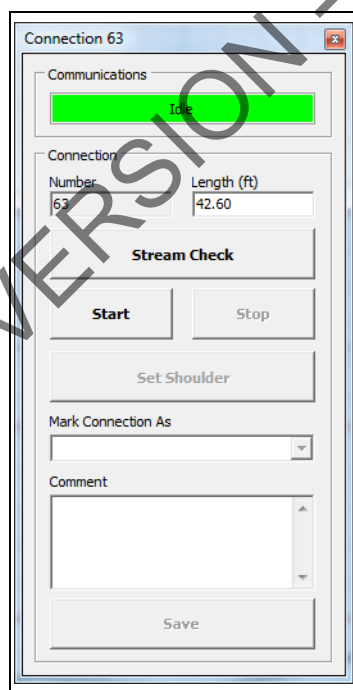 Connection 63
Communications
Idle
Connection
Number Length (ft)
63 42.60
Stream Check
Start Stop
Set Shoulder
Mark Connection As
Comment
Save
VERSION